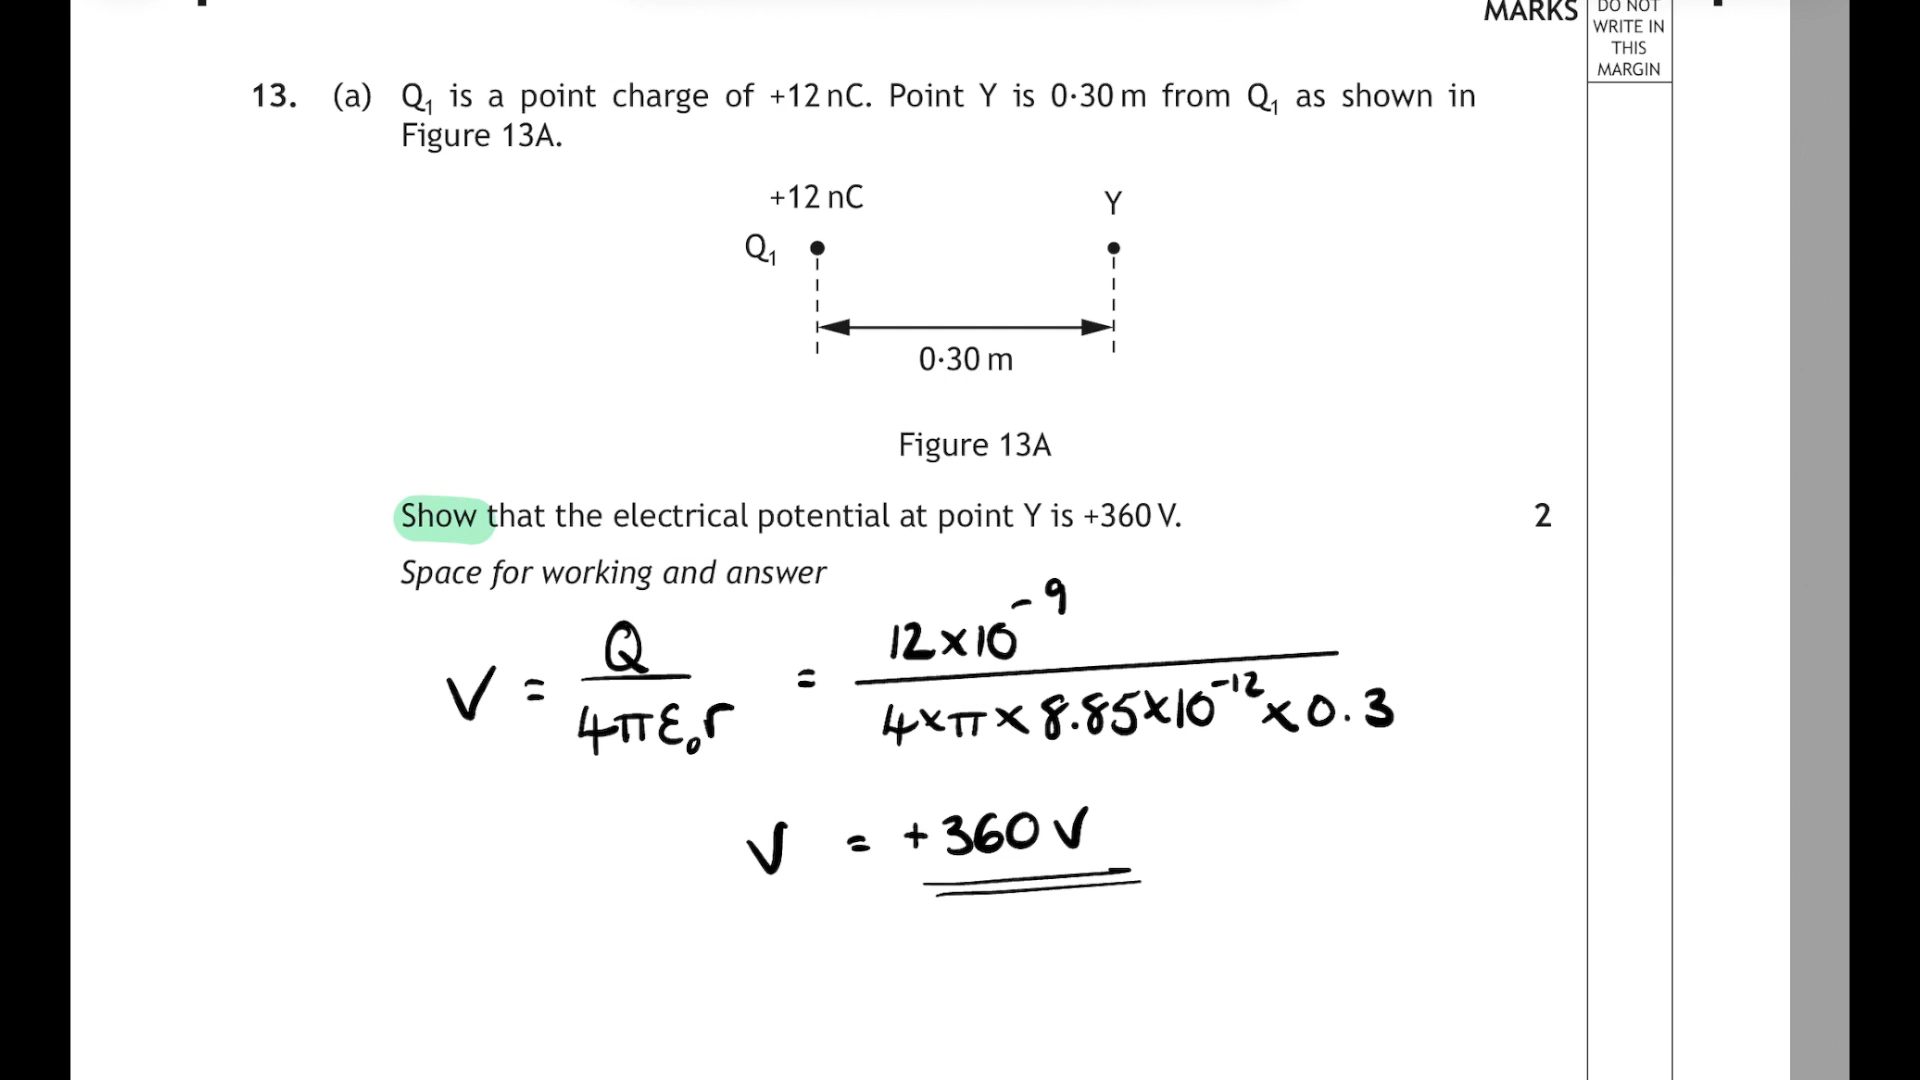 MARKS
DO NOT
WRITE IN
THIS
MARGIN
13. (a) Q₁ is a point charge of +12 nC. Point Y is 0·30 m from Q₁ as shown in
Figure 13A.
+12 nC Y
Q₁
0·30 m
Figure 13A
Show that the electrical potential at point Y is +360 V. 2
Space for working and answer
V = Q / 4πε₀r = 12×10⁻⁹ / 4×π×8.85×10⁻¹²×0.3
V = +360 V